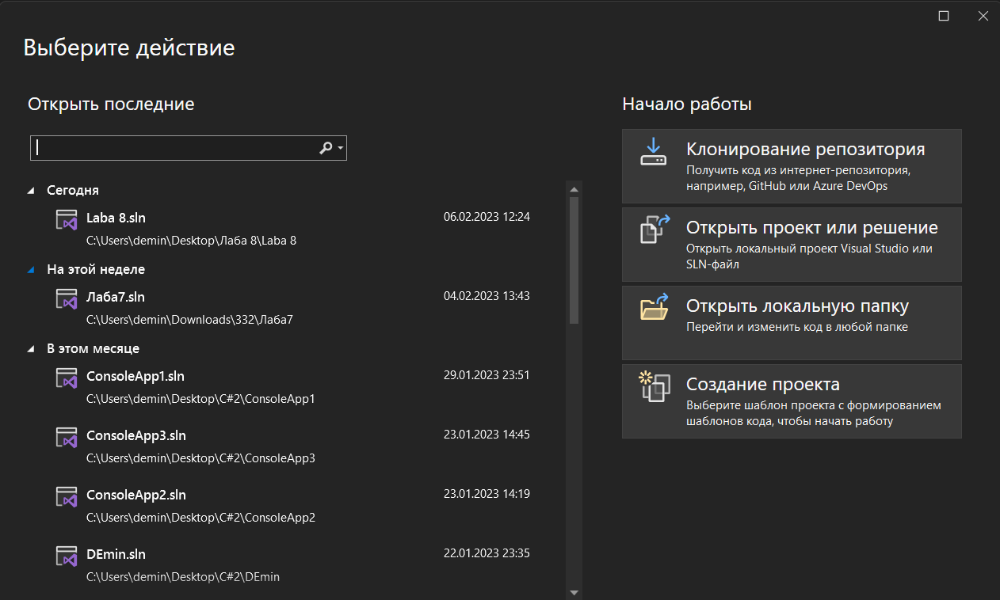 Выберите действие
Открыть последние
Сегодня
Laba 8.sln
06.02.2023 12:24
C:\Users\demin\Desktop\Лаба 8\Laba 8
На этой неделе
Лаба7.sln
04.02.2023 13:43
C:\Users\demin\Downloads\332\Лаба7
В этом месяце
ConsoleApp1.sln
29.01.2023 23:51
C:\Users\demin\Desktop\C#2\ConsoleApp1
ConsoleApp3.sln
23.01.2023 14:45
C:\Users\demin\Desktop\C#2\ConsoleApp3
ConsoleApp2.sln
23.01.2023 14:19
C:\Users\demin\Desktop\C#2\ConsoleApp2
DEmin.sln
22.01.2023 23:35
C:\Users\demin\Desktop\C#2\DEmin
Начало работы
Клонирование репозитория
Получить код из интернет-репозитория,
например, GitHub или Azure DevOps
Открыть проект или решение
Открыть локальный проект Visual Studio или
SLN-файл
Открыть локальную папку
Перейти и изменить код в любой папке
Создание проекта
Выберите шаблон проекта с формированием
шаблонов кода, чтобы начать работу